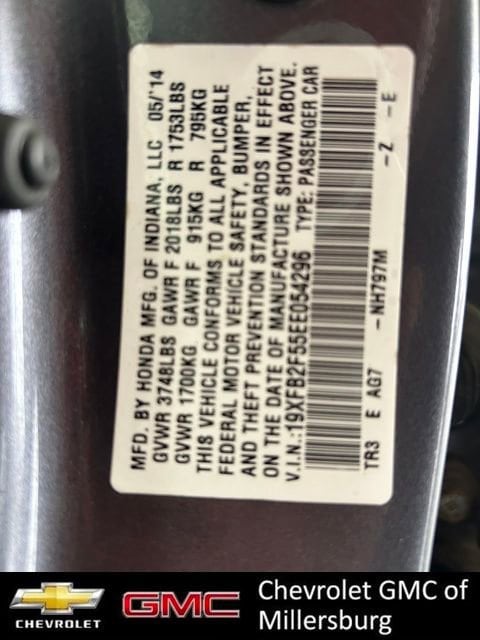 MFD. BY HONDA MFG. OF INDIANA, LLC 05/'14
GVWR 3748LBS GAWR F 2018LBS R 1753LBS
GVWR 1700KG GAWR F 915KG R 795KG
THIS VEHICLE CONFORMS TO ALL APPLICABLE
FEDERAL MOTOR VEHICLE SAFETY, BUMPER,
AND THEFT PREVENTION STANDARDS IN EFFECT
ON THE DATE OF MANUFACTURE SHOWN ABOVE.
V.I.N.:19XFB2F55EE054296 TYPE: PASSENGER CAR
TR3 E AG7 -NH797M -Z -E
CHEVROLET
GMC
Chevrolet GMC of
Millersburg